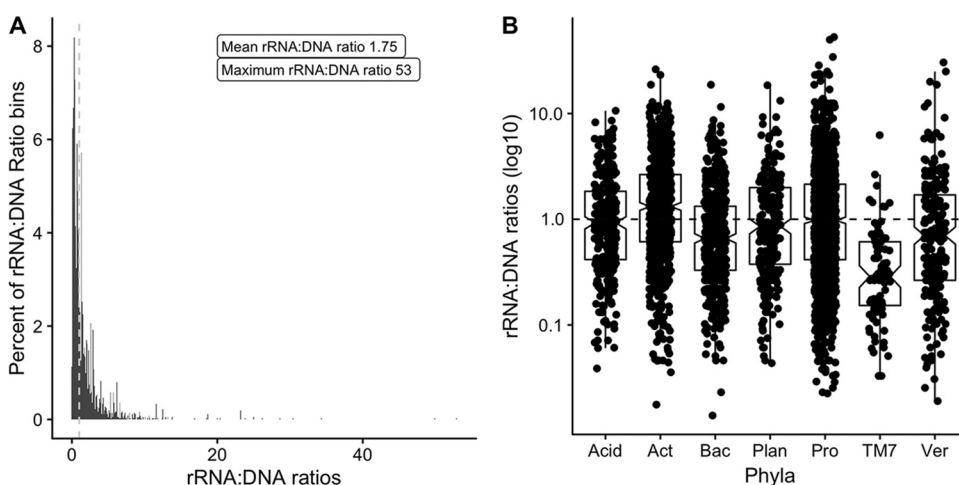 A
Percent of rRNA:DNA Ratio bins
8
6
4
2
0
Mean rRNA:DNA ratio 1.75
Maximum rRNA:DNA ratio 53
0 20 40
rRNA:DNA ratios
B
rRNA:DNA ratios (log10)
10.0
1.0
0.1
Acid Act Bac Plan Pro TM7 Ver
Phyla